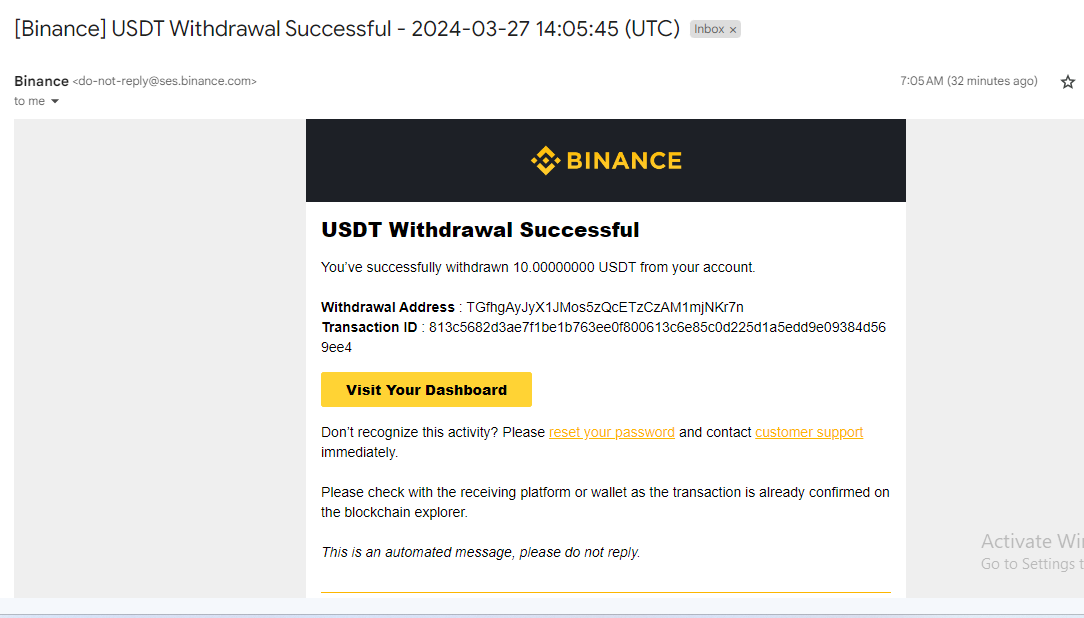 [Binance] USDT Withdrawal Successful - 2024-03-27 14:05:45 (UTC) Inbox ×
Binance <do-not-reply@ses.binance.com> 7:05 AM (32 minutes ago)
to me
BINANCE
USDT Withdrawal Successful
You’ve successfully withdrawn 10.00000000 USDT from your account.
Withdrawal Address : TGfhgAyJyX1JMos5zQcETzCzAM1mjNKr7n
Transaction ID : 813c5682d3ae7f1be1b763ee0f800613c6e85c0d225d1a5edd9e09384d56
9ee4
Visit Your Dashboard
Don’t recognize this activity? Please reset your password and contact customer support
immediately.
Please check with the receiving platform or wallet as the transaction is already confirmed on
the blockchain explorer.
This is an automated message, please do not reply.
Activate Wi
Go to Settings t